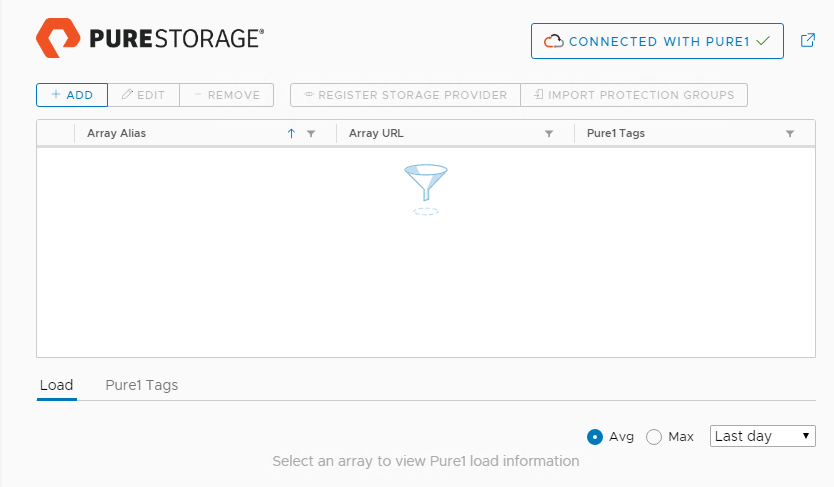 PURESTORAGE®
CONNECTED WITH PURE1
ADD EDIT REMOVE REGISTER STORAGE PROVIDER IMPORT PROTECTION GROUPS
Array Alias Array URL Pure1 Tags
Load Pure1 Tags
Avg Max Last day
Select an array to view Pure1 load information